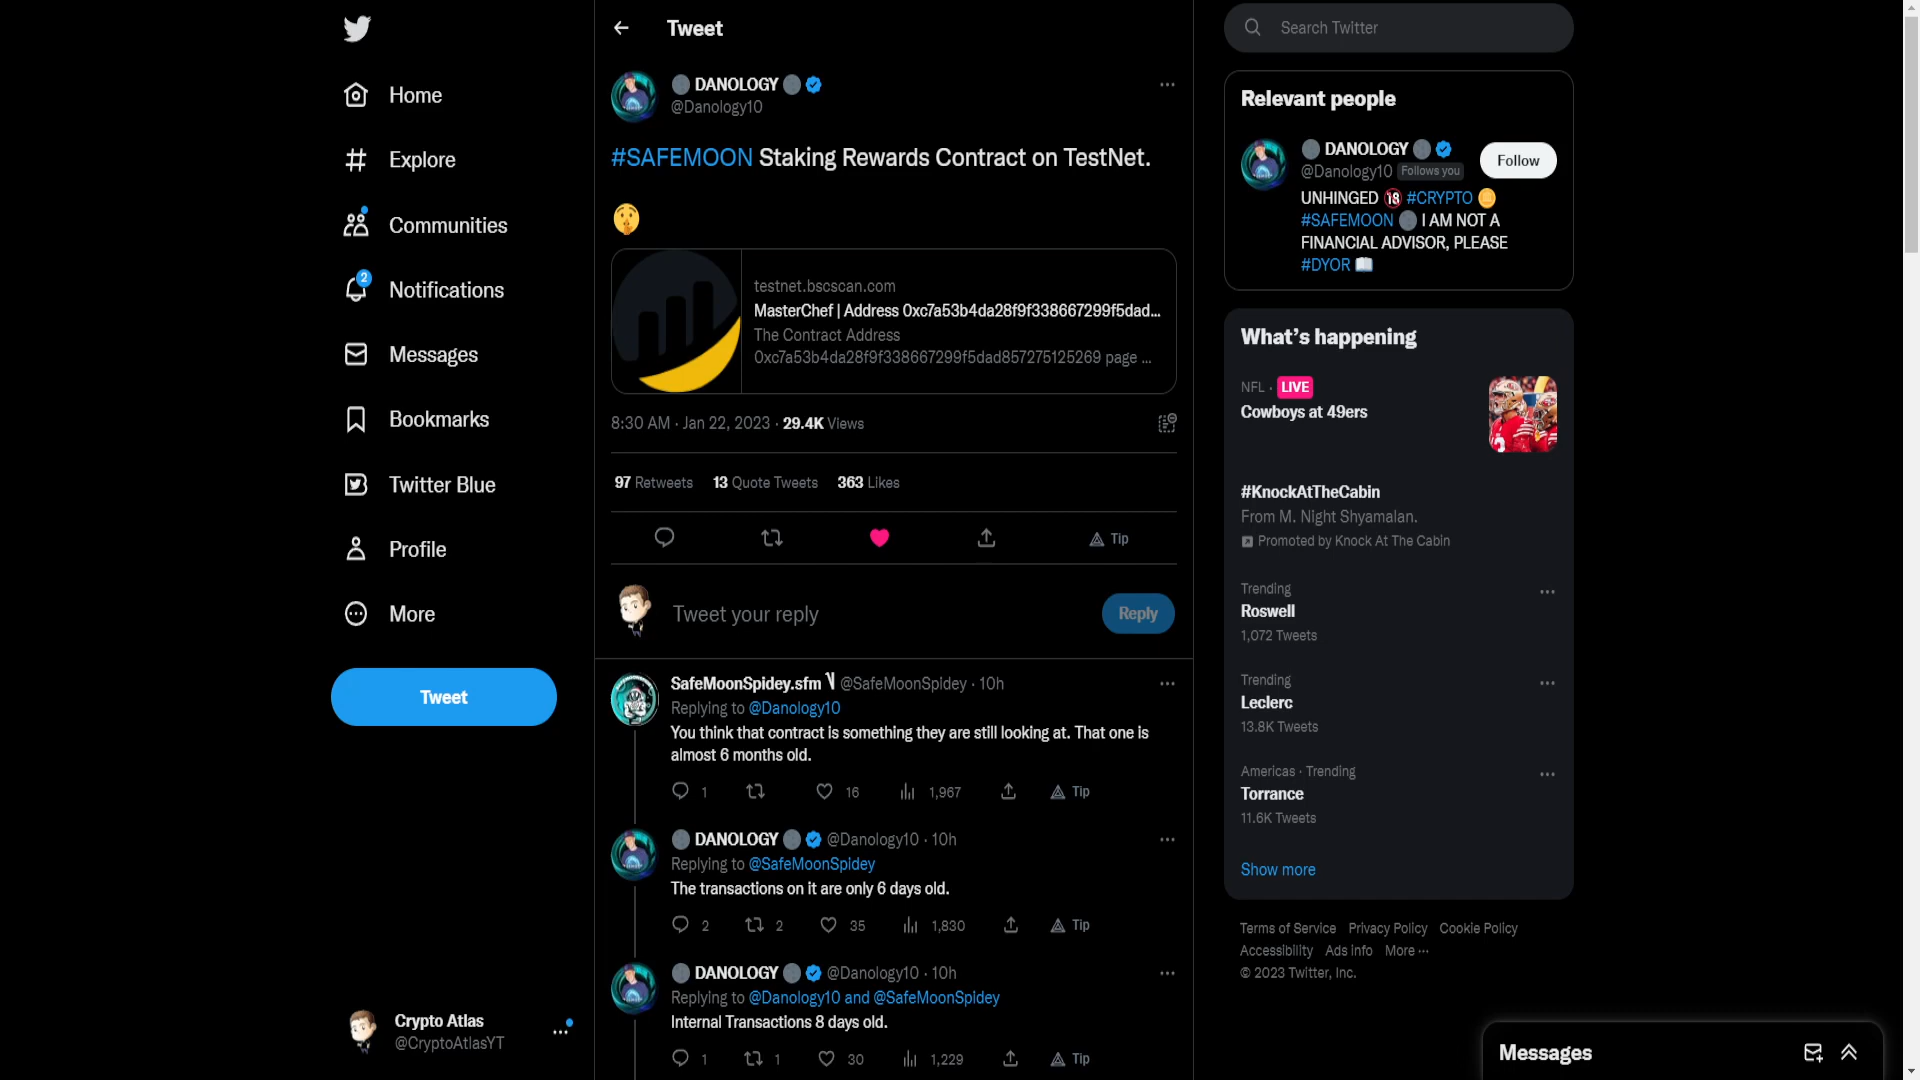 Home
Explore
Communities
2
Notifications
Messages
Bookmarks
Twitter Blue
Profile
More
Tweet
Crypto Atlas
@CryptoAtlasYT
Tweet
DANOLOGY
@Danology10
#SAFEMOON Staking Rewards Contract on TestNet.
testnet.bscscan.com
MasterChef | Address 0xc7a53b4da28f9f338667299f5dad...
The Contract Address
0xc7a53b4da28f9f338667299f5dad857275125269 page ...
8:30 AM · Jan 22, 2023 · 29.4K Views
97 Retweets 13 Quote Tweets 363 Likes
Tip
Tweet your reply
Reply
SafeMoonSpidey.sfm @SafeMoonSpidey · 10h
Replying to @Danology10
You think that contract is something they are still looking at. That one is
almost 6 months old.
1 16 1,967 Tip
DANOLOGY @Danology10 · 10h
Replying to @SafeMoonSpidey
The transactions on it are only 6 days old.
2 2 35 1,830 Tip
DANOLOGY @Danology10 · 10h
Replying to @Danology10 and @SafeMoonSpidey
Internal Transactions 8 days old.
1 1 30 1,229 Tip
Search Twitter
Relevant people
DANOLOGY
@Danology10 Follows you
Follow
UNHINGED 🔞 #CRYPTO
#SAFEMOON I AM NOT A
FINANCIAL ADVISOR, PLEASE
#DYOR
What's happening
NFL · LIVE
Cowboys at 49ers
#KnockAtTheCabin
From M. Night Shyamalan.
Promoted by Knock At The Cabin
Trending
Roswell
1,072 Tweets
Trending
Leclerc
13.8K Tweets
Americas · Trending
Torrance
11.6K Tweets
Show more
Terms of Service Privacy Policy Cookie Policy
Accessibility Ads info More ···
© 2023 Twitter, Inc.
Messages